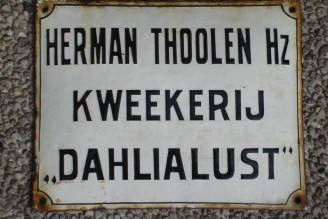 HERMAN THOOLEN Hz
KWEEKERIJ
„DAHLIALUST"